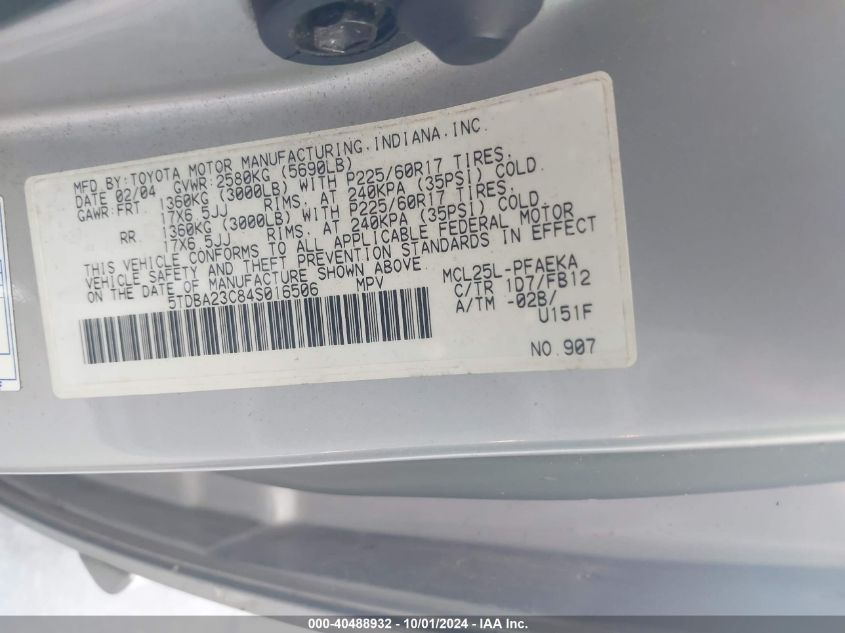 MFD.BY:TOYOTA MOTOR MANUFACTURING,INDIANA,INC.
DATE 02/04 GVWR:2580KG (5690LB)
GAWR:FRT 1360KG (3000LB) WITH P225/60R17 TIRES,
17X6.5JJ RIMS, AT 240KPA (35PSI) COLD.
RR 1360KG (3000LB) WITH P225/60R17 TIRES,
17X6.5JJ RIMS, AT 240KPA (35PSI) COLD.
THIS VEHICLE CONFORMS TO ALL APPLICABLE FEDERAL MOTOR
VEHICLE SAFETY AND THEFT PREVENTION STANDARDS IN EFFECT
ON THE DATE OF MANUFACTURE SHOWN ABOVE
5TDBA23C84S016506 MPV
MCL25L-PFAEKA
C/TR 1D7/FB12
A/TM -02B/
U151F
NO.907
000-40488932 - 10/01/2024 - IAA Inc.